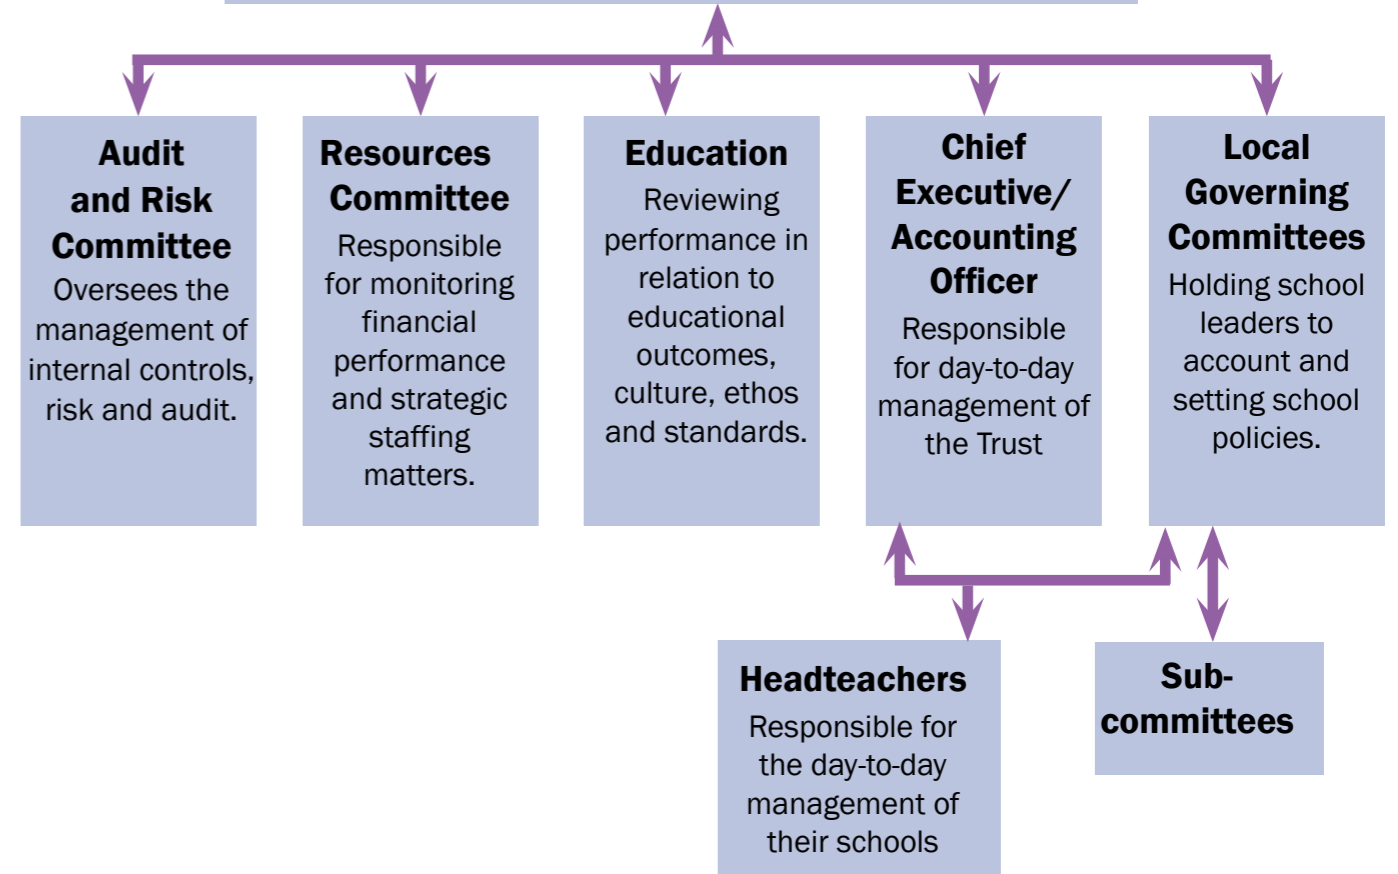 Audit
and Risk
Committee
Oversees the
management of
internal controls,
risk and audit.
Resources
Committee
Responsible
for monitoring
financial
performance
and strategic
staffing
matters.
Education
Reviewing
performance in
relation to
educational
outcomes,
culture, ethos
and standards.
Chief
Executive/
Accounting
Officer
Responsible
for day-to-day
management of
the Trust
Local
Governing
Committees
Holding school
leaders to
account and
setting school
policies.
Headteachers
Responsible for
the day-to-day
management of
their schools
Sub-
committees